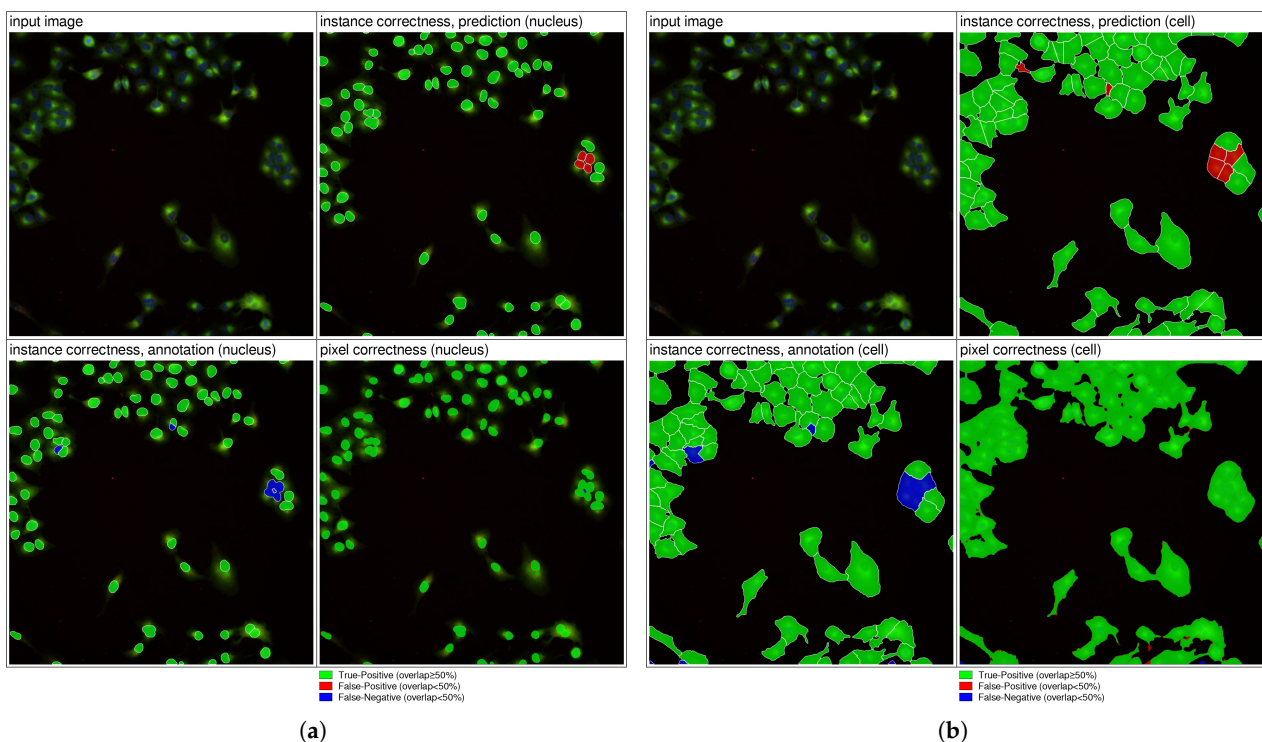 input image
instance correctness, prediction (nucleus)
instance correctness, annotation (nucleus)
pixel correctness (nucleus)
True-Positive (overlap≥50%)
False-Positive (overlap<50%)
False-Negative (overlap<50%)
(a)
input image
instance correctness, prediction (cell)
instance correctness, annotation (cell)
pixel correctness (cell)
True-Positive (overlap≥50%)
False-Positive (overlap<50%)
False-Negative (overlap<50%)
(b)